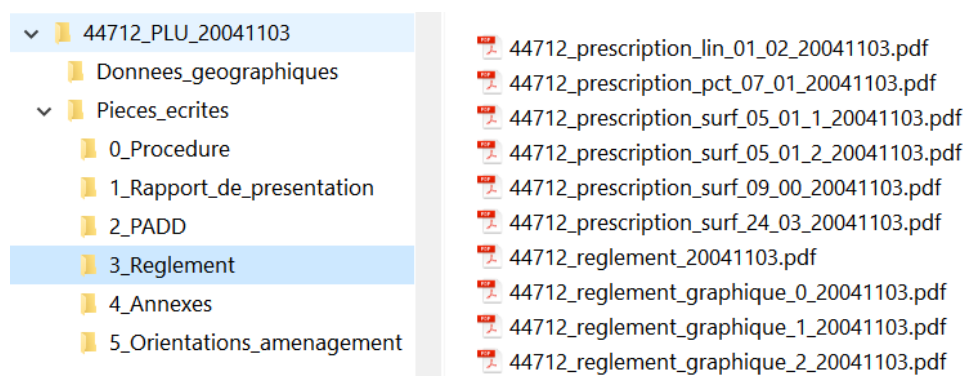 44712_PLU_20041103
Donnees_geographiques
Pieces_ecrites
0_Procedure
1_Rapport_de_presentation
2_PADD
3_Reglement
4_Annexes
5_Orientations_amenagement
44712_prescription_lin_01_02_20041103.pdf
44712_prescription_pct_07_01_20041103.pdf
44712_prescription_surf_05_01_1_20041103.pdf
44712_prescription_surf_05_01_2_20041103.pdf
44712_prescription_surf_09_00_20041103.pdf
44712_prescription_surf_24_03_20041103.pdf
44712_reglement_20041103.pdf
44712_reglement_graphique_0_20041103.pdf
44712_reglement_graphique_1_20041103.pdf
44712_reglement_graphique_2_20041103.pdf